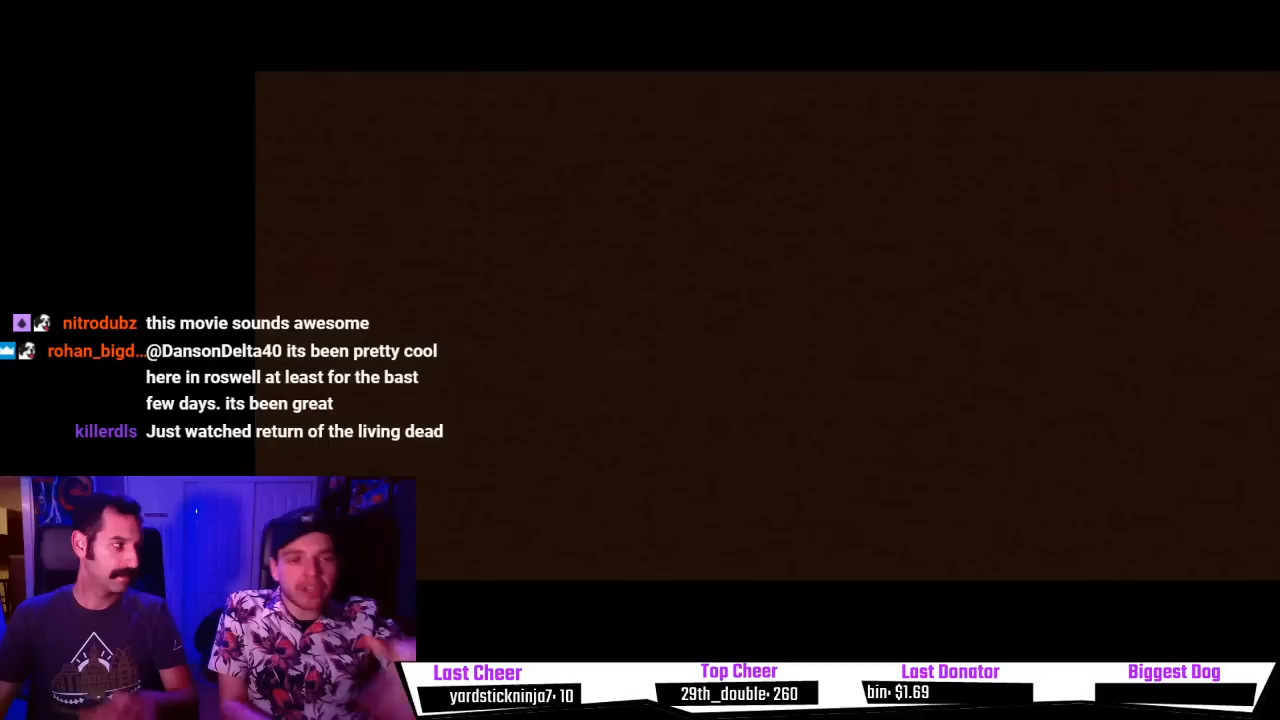 nitrodubz this movie sounds awesome
rohan_bigd... @DansonDelta40 its been pretty cool
here in roswell at least for the bast
few days. its been great
killerdls Just watched return of the living dead
Last Cheer Top Cheer Last Donator Biggest Dog
yardstickninja7: 10 29th_double: 260 bin: $1.69